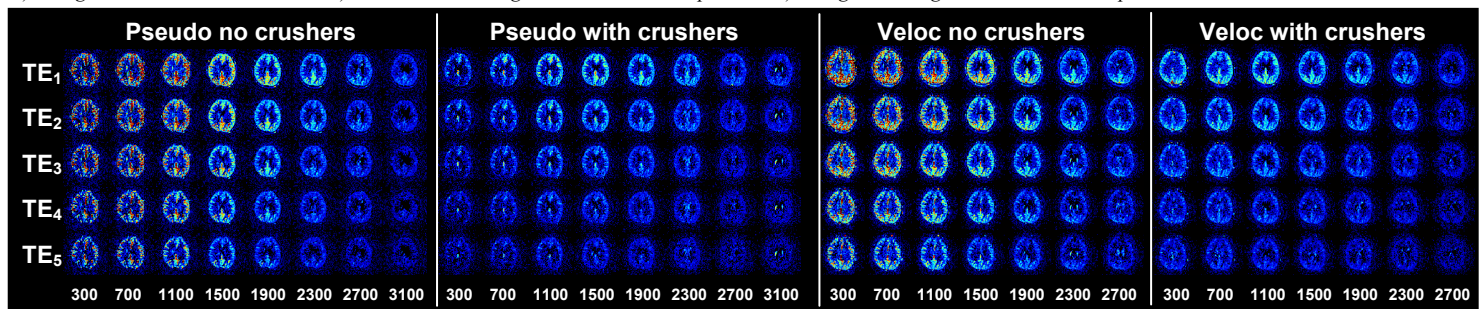 Pseudo no crushers Pseudo with crushers Veloc no crushers Veloc with crushers
TE₁
TE₂
TE₃
TE₄
TE₅
300 700 1100 1500 1900 2300 2700 3100 300 700 1100 1500 1900 2300 2700 3100 300 700 1100 1500 1900 2300 2700 300 700 1100 1500 1900 2300 2700